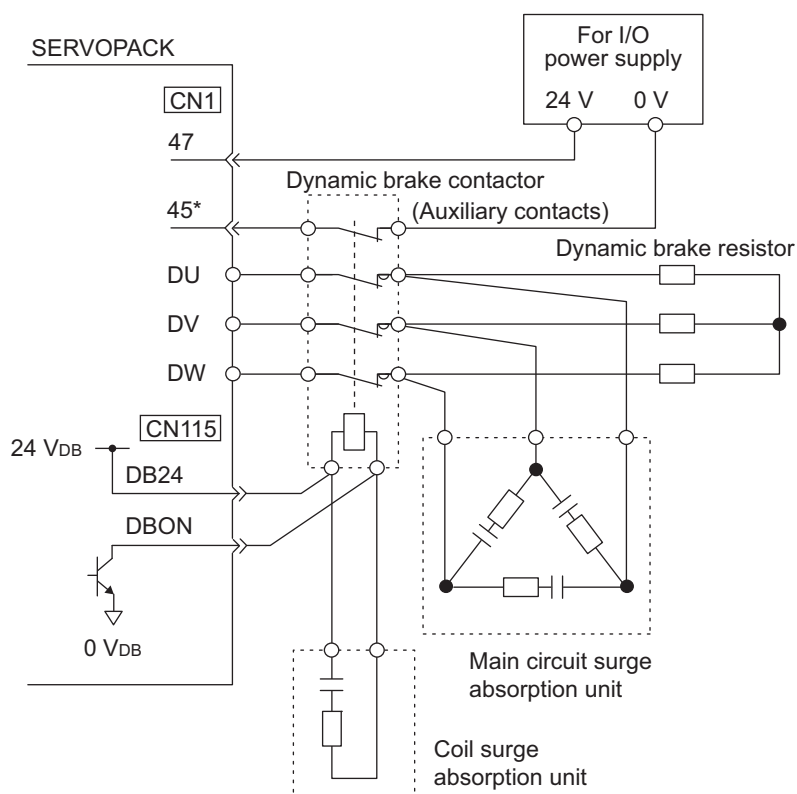 SERVOPACK
For I/O
power supply
24 V 0 V
CN1
47
Dynamic brake contactor
45*
(Auxiliary contacts)
Dynamic brake resistor
DU
DV
DW
CN115
24 VDB
DB24
DBON
0 VDB
Main circuit surge
absorption unit
Coil surge
absorption unit